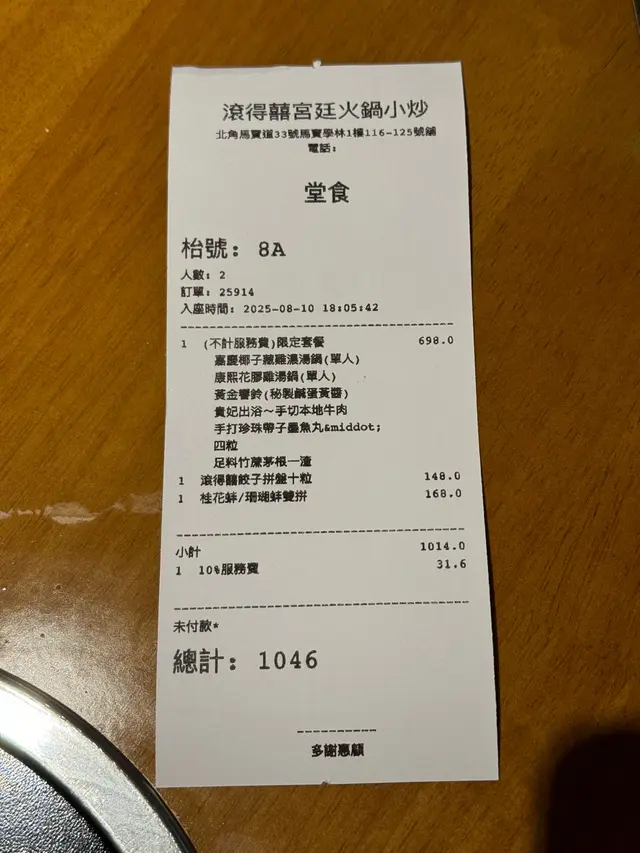 滾得囍宮廷火鍋小炒
北角馬寶道33號馬寶學林1樓116-125號舖
電話:
堂食
枱號: 8A
人數: 2
訂單: 25914
入座時間: 2025-08-10 18:05:42
1 (不計服務費)限定套餐 698.0
嘉慶椰子藏雞濃湯鍋(單人)
康熙花膠雞湯鍋(單人)
黃金響鈴(秘製鹹蛋黃醬)
貴妃出浴～手切本地牛肉
手打珍珠帶子墨魚丸&middot;
四粒
足料竹蔗茅根一渣
1 滾得囍餃子拼盤十粒 148.0
1 桂花蚌/珊瑚蚌雙拼 168.0
小計 1014.0
1 10%服務費 31.6
未付款*
總計: 1046
多謝惠顧